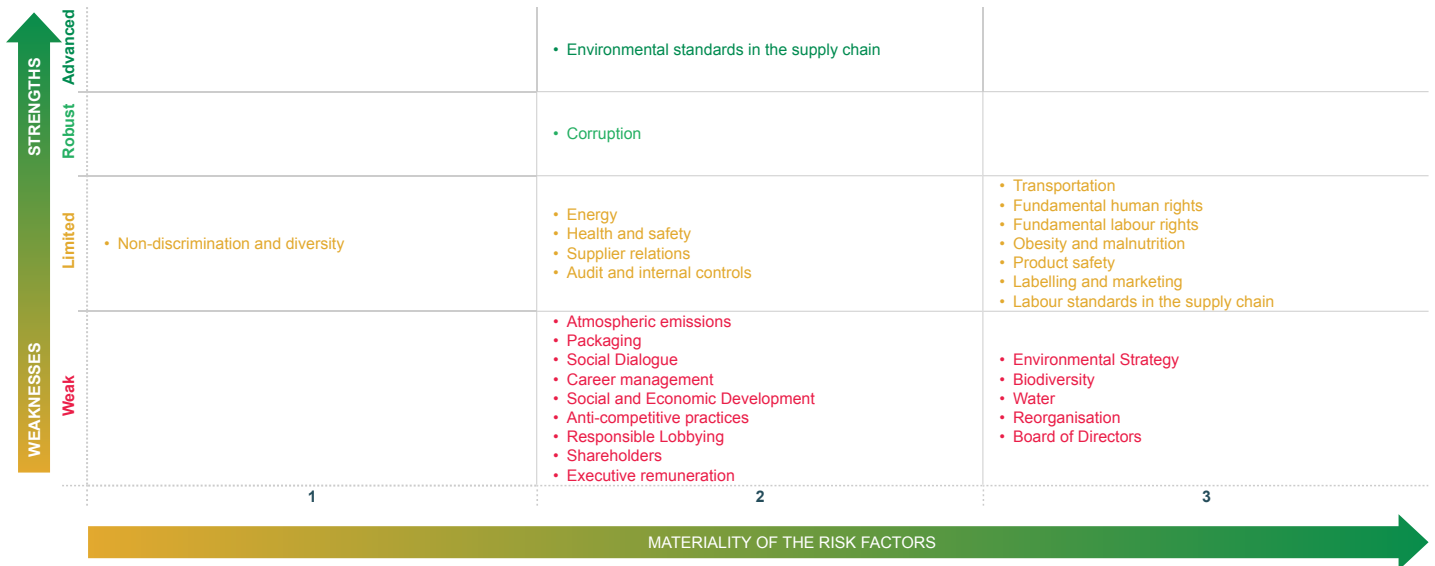 STRENGTHS
WEAKNESSES
Advanced
• Environmental standards in the supply chain
Robust
• Corruption
Limited
• Non-discrimination and diversity
• Energy
• Health and safety
• Supplier relations
• Audit and internal controls
• Transportation
• Fundamental human rights
• Fundamental labour rights
• Obesity and malnutrition
• Product safety
• Labelling and marketing
• Labour standards in the supply chain
Weak
• Atmospheric emissions
• Packaging
• Social Dialogue
• Career management
• Social and Economic Development
• Anti-competitive practices
• Responsible Lobbying
• Shareholders
• Executive remuneration
• Environmental Strategy
• Biodiversity
• Water
• Reorganisation
• Board of Directors
1
2
3
MATERIALITY OF THE RISK FACTORS